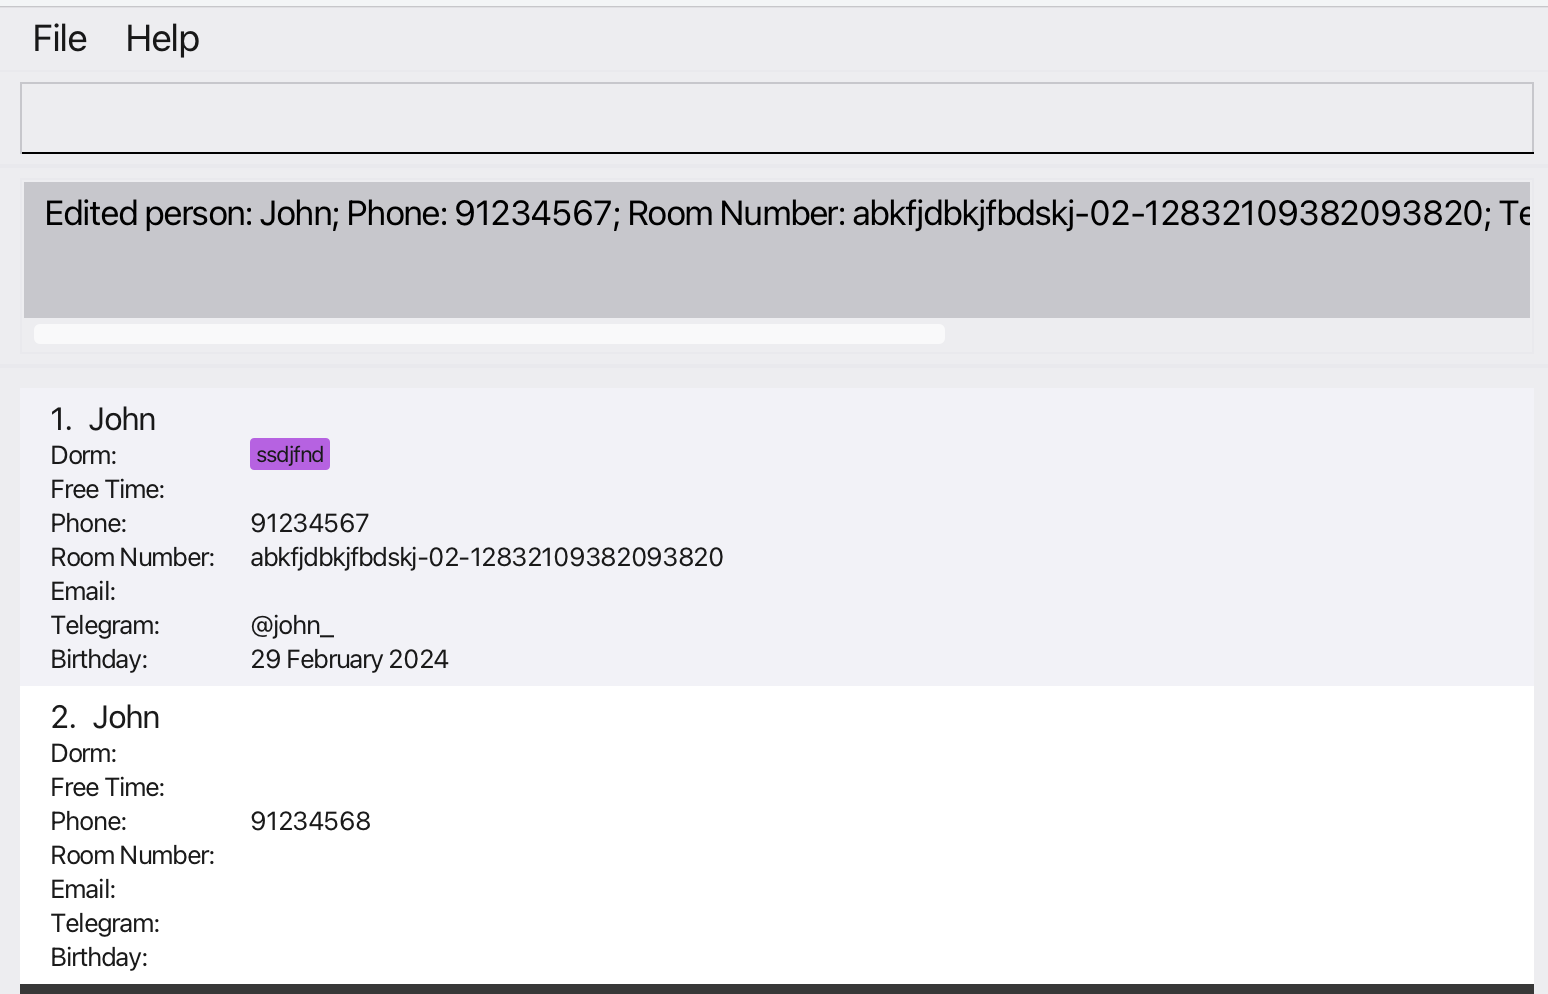 File Help
Edited person: John; Phone: 91234567; Room Number: abkfjdbkjfbdskj-02-12832109382093820; Te
1. John
Dorm: ssdjfnd
Free Time:
Phone: 91234567
Room Number: abkfjdbkjfbdskj-02-12832109382093820
Email:
Telegram: @john_
Birthday: 29 February 2024
2. John
Dorm:
Free Time:
Phone: 91234568
Room Number:
Email:
Telegram:
Birthday: